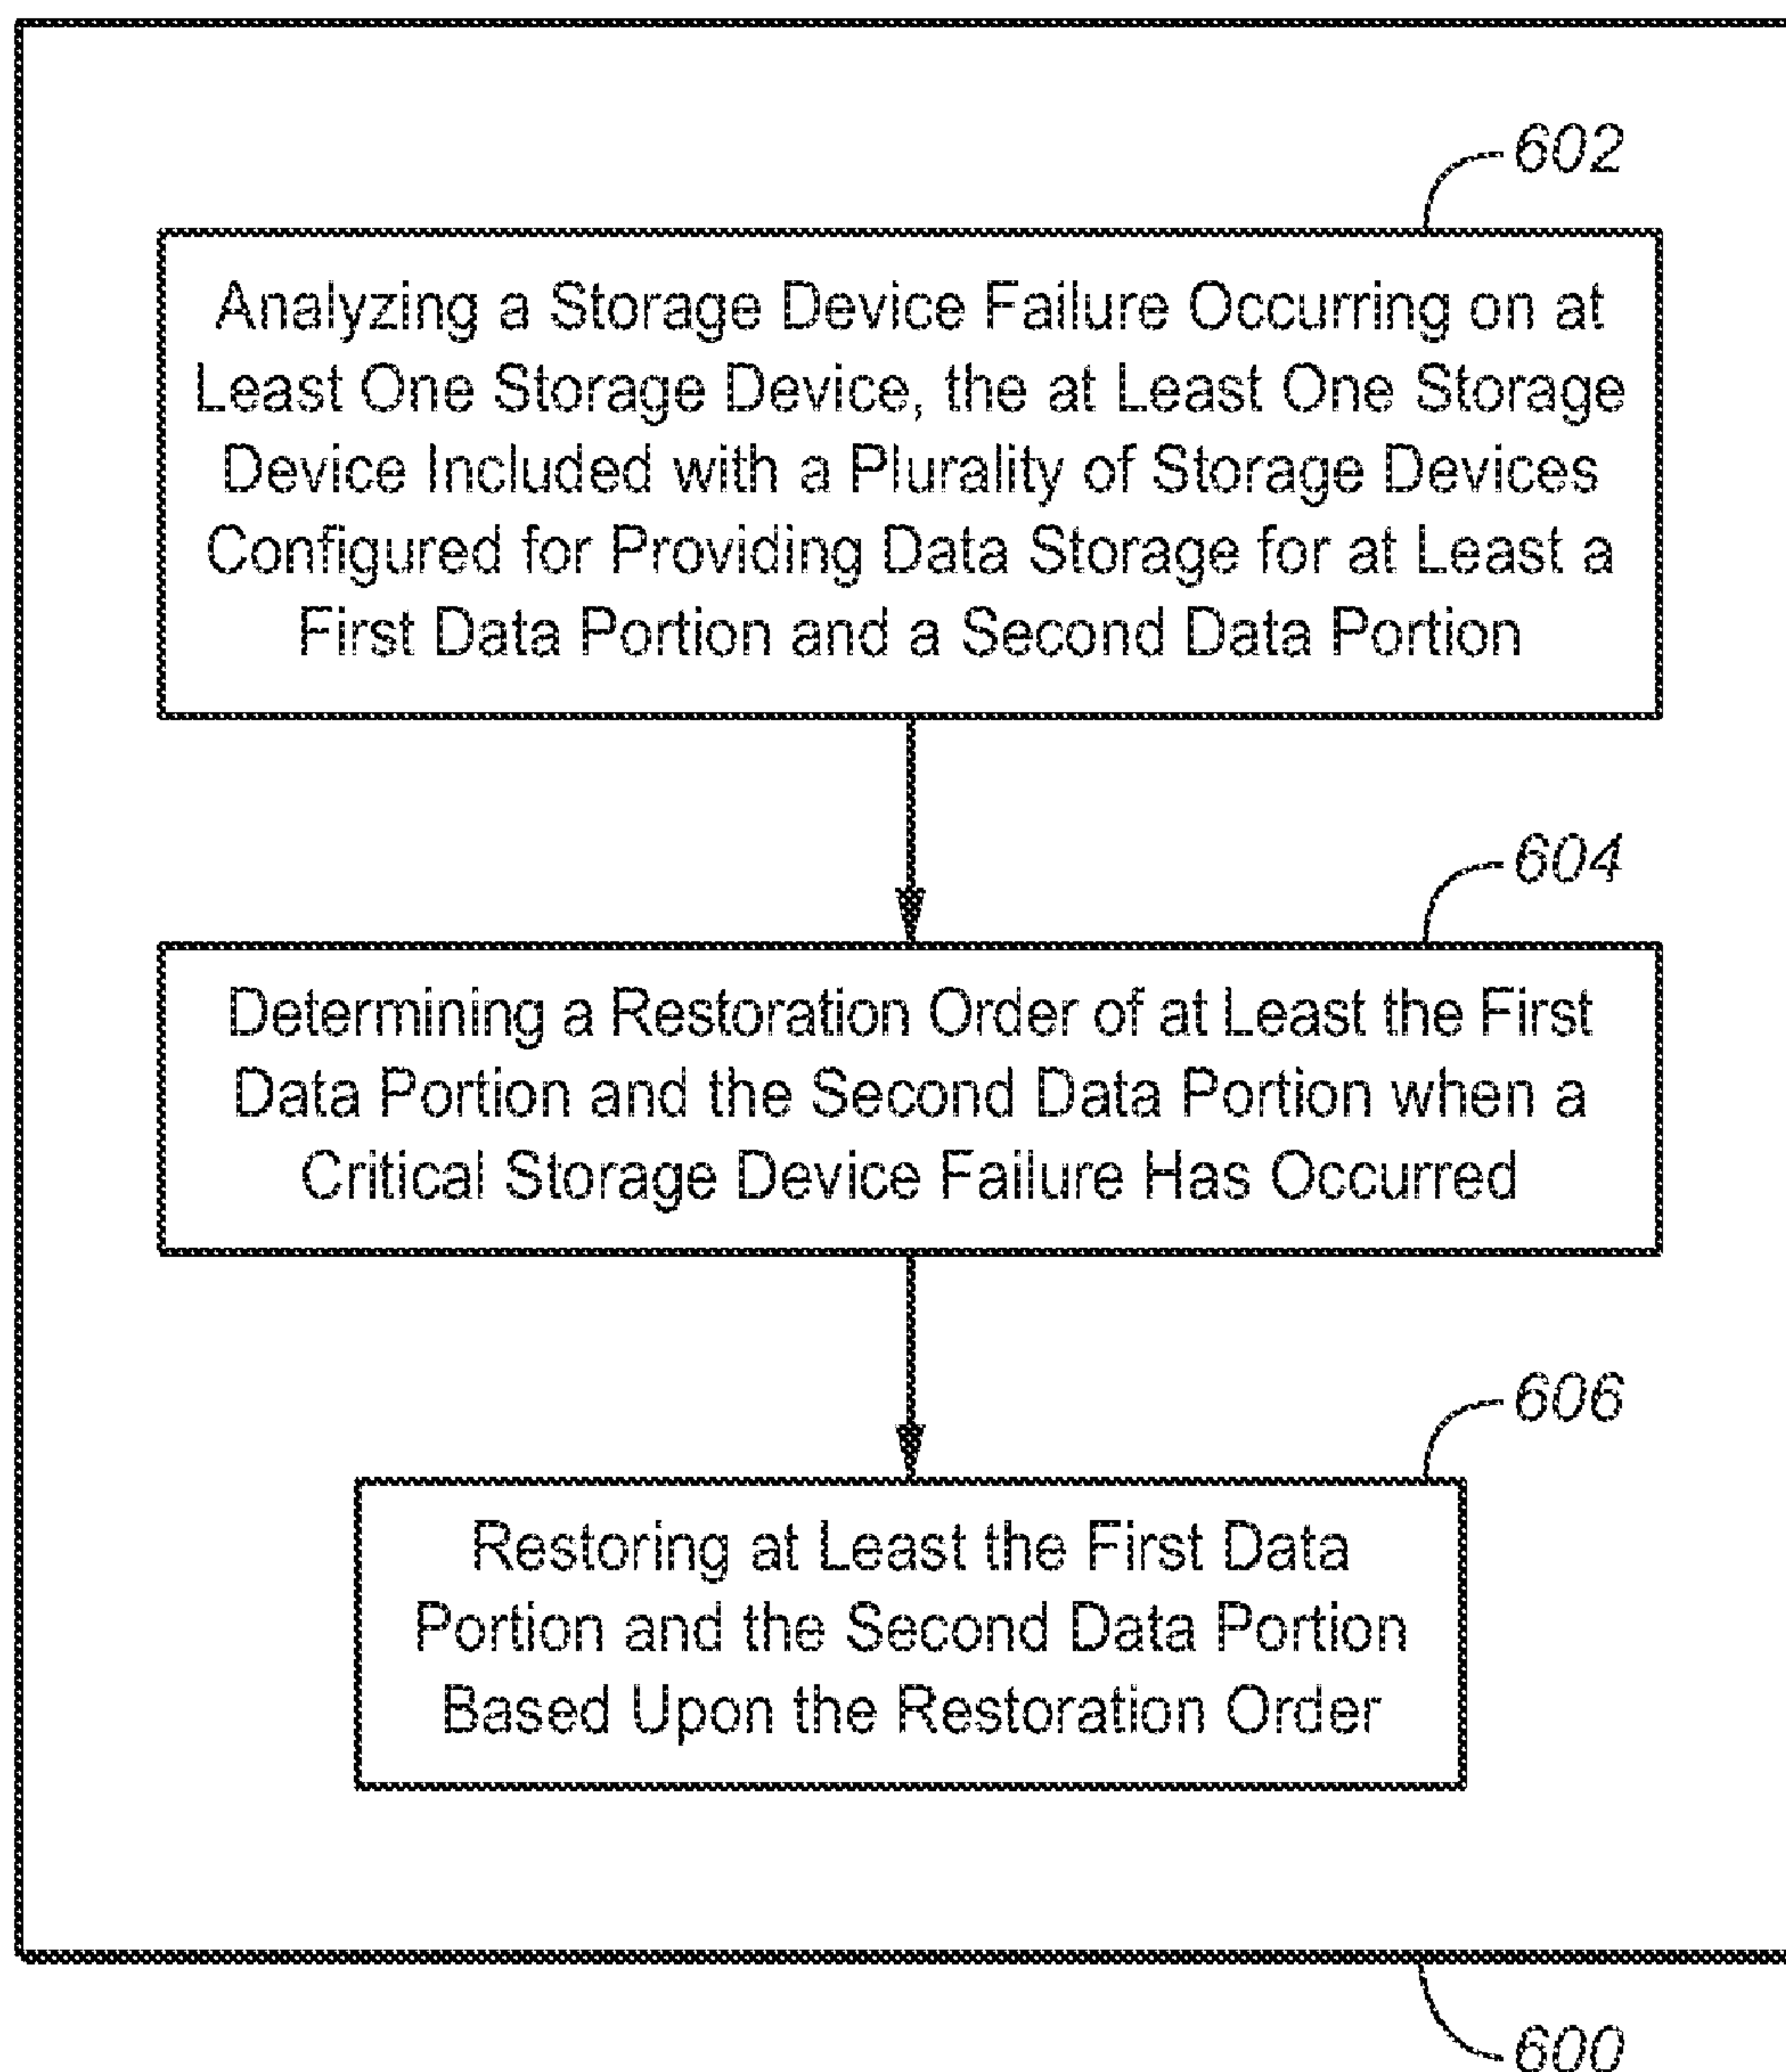 602
Analyzing a Storage Device Failure Occurring on at
Least One Storage Device, the at Least One Storage
Device Included with a Plurality of Storage Devices
Configured for Providing Data Storage for at Least a
First Data Portion and a Second Data Portion
604
Determining a Restoration Order of at Least the First
Data Portion and the Second Data Portion when a
Critical Storage Device Failure Has Occurred
606
Restoring at Least the First Data
Portion and the Second Data Portion
Based Upon the Restoration Order
600